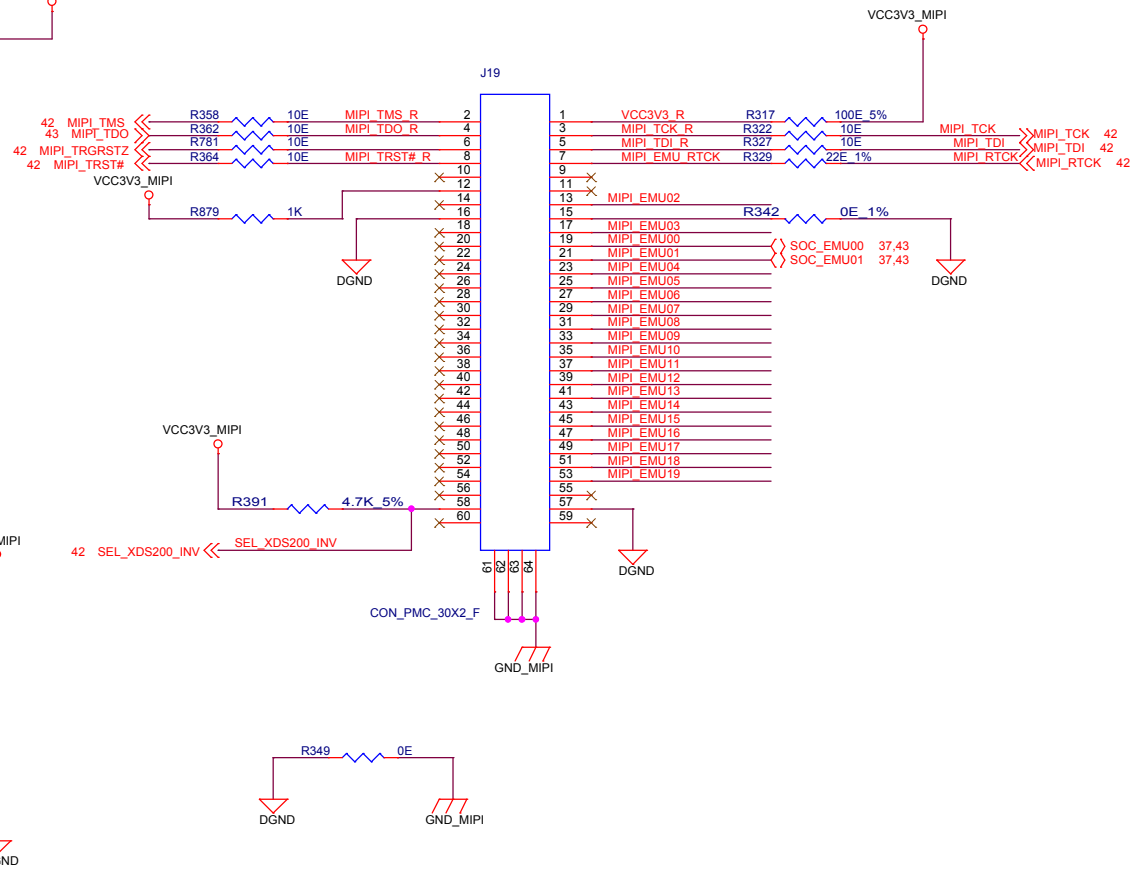 VCC3V3_MIPI
J19
R358 10E MIPI_TMS_R 2 1 VCC3V3_R R317 100E_5%
42 MIPI_TMS
R362 10E MIPI_TDO_R 4 3 MIPI_TCK_R R322 10E MIPI_TCK MIPI_TCK 42
43 MIPI_TDO
R781 10E 6 5 MIPI_TDI_R R327 10E MIPI_TDI MIPI_TDI 42
42 MIPI_TRGRSTZ
R364 10E MIPI_TRST#_R 8 7 MIPI_EMU_RTCK R329 22E_1% MIPI_RTCK MIPI_RTCK 42
42 MIPI_TRST#
10 9
VCC3V3_MIPI
12 11
14 13 MIPI_EMU02
R879 1K 16 15 R342 0E_1%
18 17 MIPI_EMU03
20 19 MIPI_EMU00 SOC_EMU00 37,43
22 21 MIPI_EMU01 SOC_EMU01 37,43
24 23 MIPI_EMU04
DGND 26 25 MIPI_EMU05 DGND
28 27 MIPI_EMU06
30 29 MIPI_EMU07
32 31 MIPI_EMU08
34 33 MIPI_EMU09
36 35 MIPI_EMU10
38 37 MIPI_EMU11
40 39 MIPI_EMU12
42 41 MIPI_EMU13
44 43 MIPI_EMU14
46 45 MIPI_EMU15
VCC3V3_MIPI
48 47 MIPI_EMU16
50 49 MIPI_EMU17
52 51 MIPI_EMU18
54 53 MIPI_EMU19
56 55
R391 4.7K_5% 58 57
60 59
MIPI
42 SEL_XDS200_INV SEL_XDS200_INV
61 62 63 64
DGND
CON_PMC_30X2_F
GND_MIPI
R349 0E
DGND GND_MIPI
GND